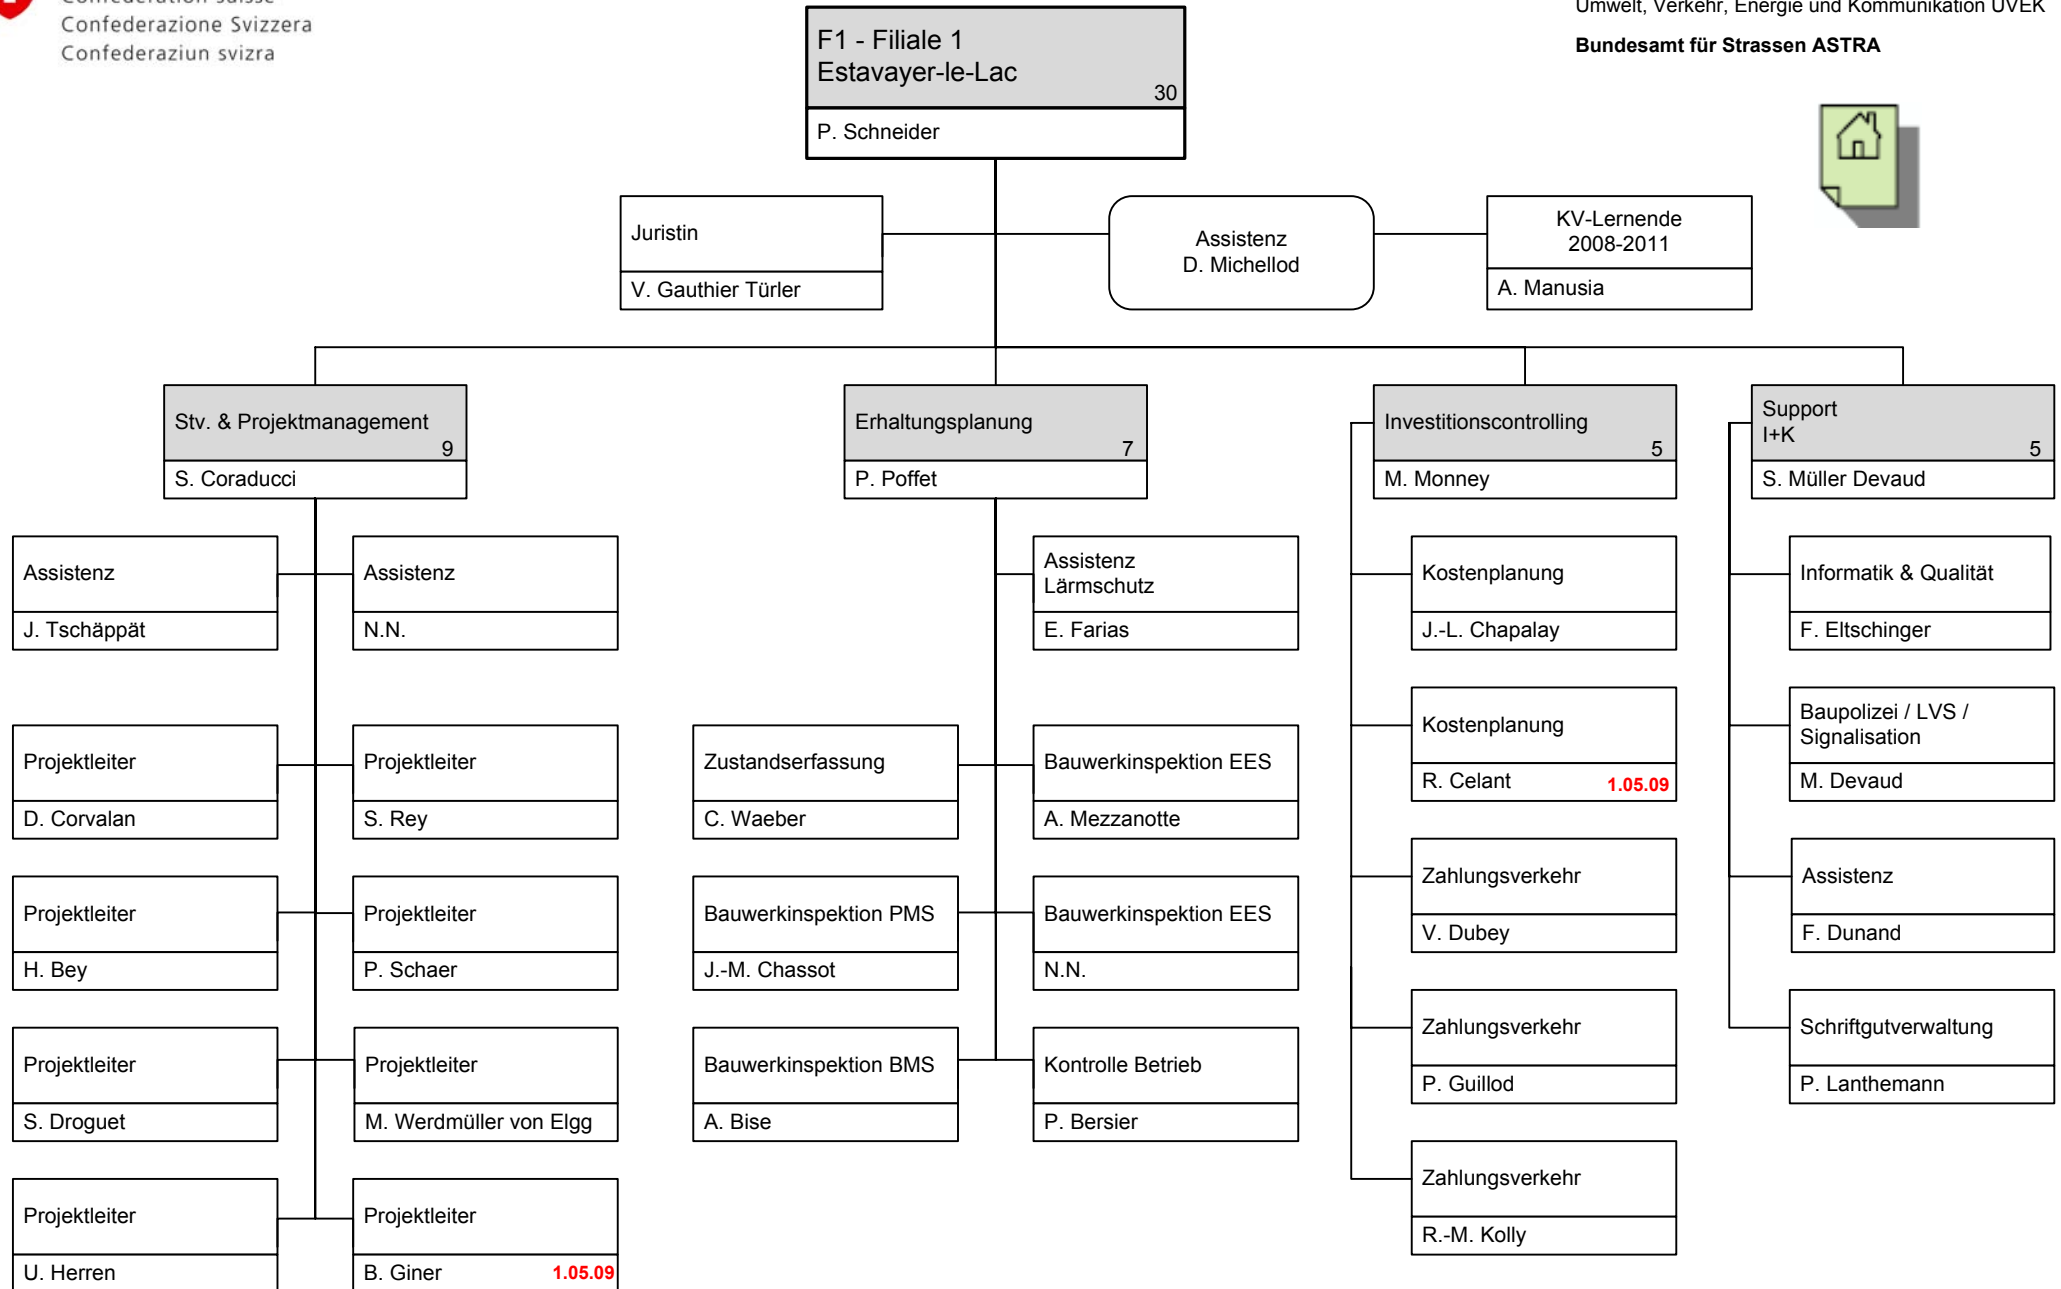 Confédération suisse
Confederazione Svizzera
Confederaziun svizra
Umwelt, Verkehr, Energie und Kommunikation UVEK
Bundesamt für Strassen ASTRA
F1 - Filiale 1
Estavayer-le-Lac
30
P. Schneider
Juristin
V. Gauthier Türler
Assistenz
D. Michellod
KV-Lernende
2008-2011
A. Manusia
Stv. & Projektmanagement
9
S. Coraducci
Erhaltungsplanung
7
P. Poffet
Investitionscontrolling
5
M. Monney
Support
I+K
5
S. Müller Devaud
Assistenz
J. Tschäppät
Assistenz
N.N.
Assistenz
Lärmschutz
E. Farias
Kostenplanung
J.-L. Chapalay
Informatik & Qualität
F. Eltschinger
Projektleiter
D. Corvalan
Projektleiter
S. Rey
Zustandserfassung
C. Waeber
Bauwerkinspektion EES
A. Mezzanotte
Kostenplanung
R. Celant 1.05.09
Baupolizei / LVS /
Signalisation
M. Devaud
Projektleiter
H. Bey
Projektleiter
P. Schaer
Bauwerkinspektion PMS
J.-M. Chassot
Bauwerkinspektion EES
N.N.
Zahlungsverkehr
V. Dubey
Assistenz
F. Dunand
Projektleiter
S. Droguet
Projektleiter
M. Werdmüller von Elgg
Bauwerkinspektion BMS
A. Bise
Kontrolle Betrieb
P. Bersier
Zahlungsverkehr
P. Guillod
Schriftgutverwaltung
P. Lanthemann
Projektleiter
U. Herren
Projektleiter
B. Giner 1.05.09
Zahlungsverkehr
R.-M. Kolly